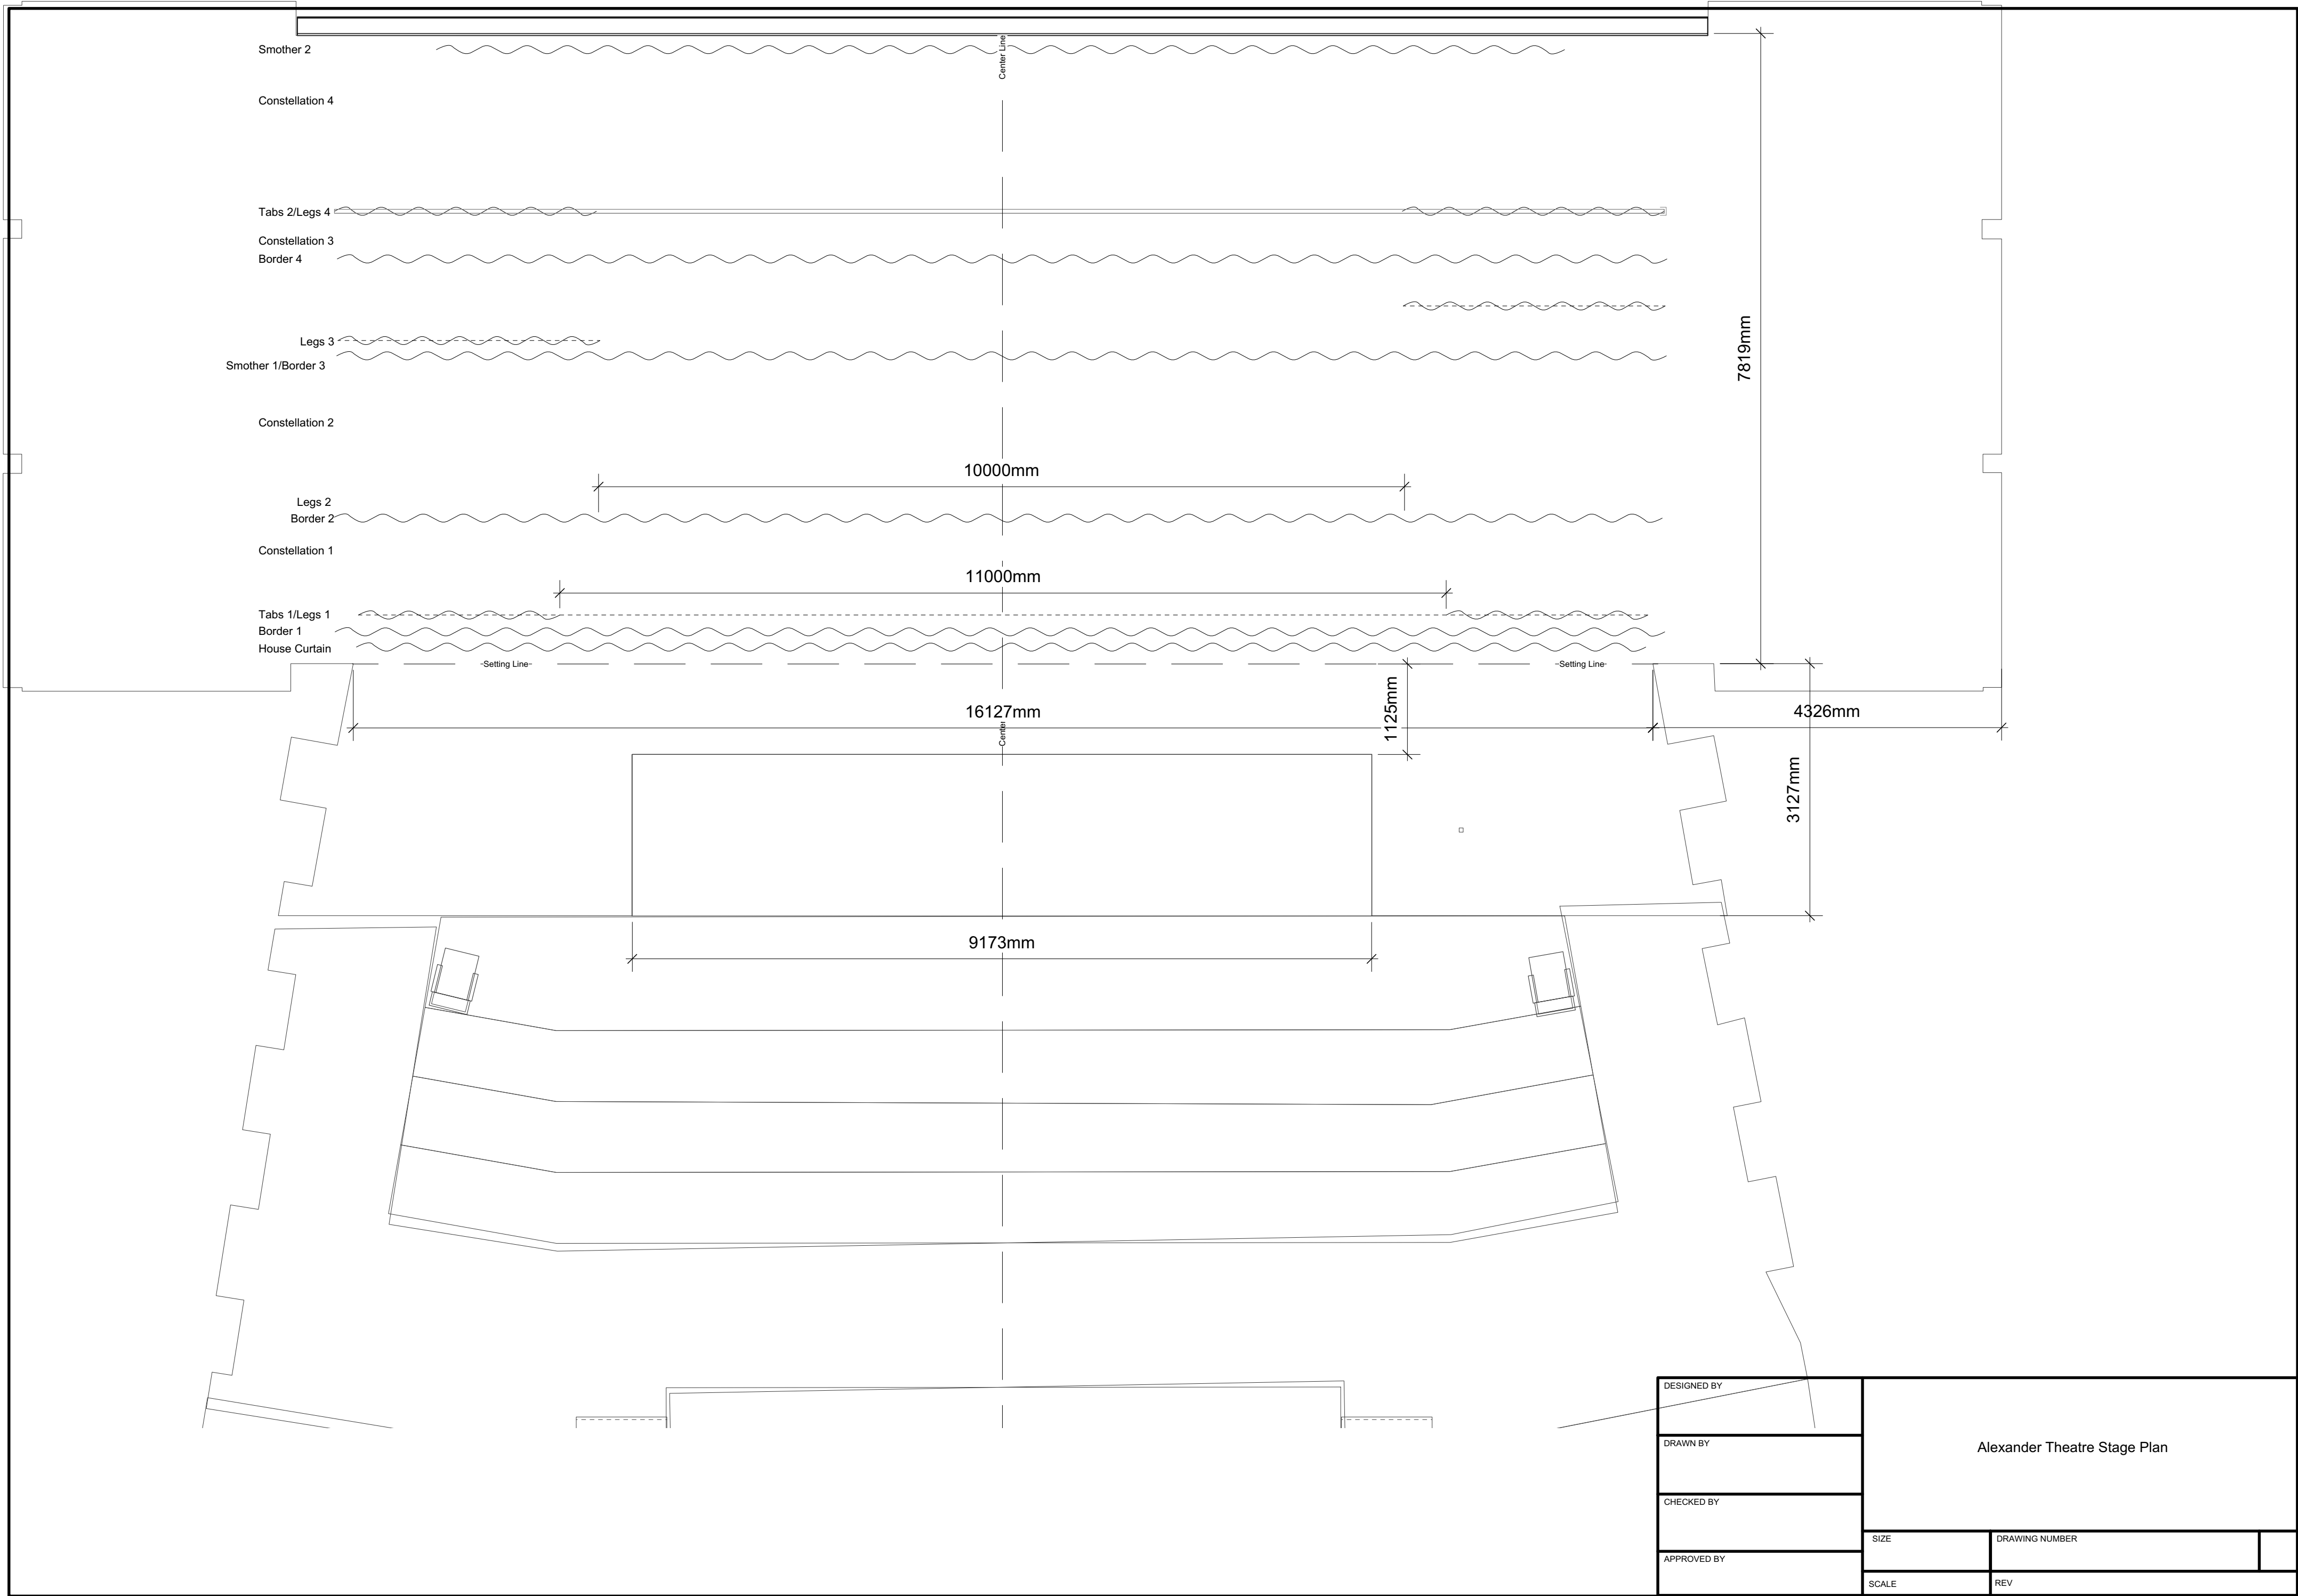 Smother 2
Center Line
Constellation 4
Tabs 2/Legs 4
Constellation 3
Border 4
Legs 3
Smother 1/Border 3
7819mm
Constellation 2
10000mm
Legs 2
Border 2
Constellation 1
11000mm
Tabs 1/Legs 1
Border 1
House Curtain
Setting Line
Setting Line
16127mm
Center
1125mm
4326mm
3127mm
9173mm
DESIGNED BY
DRAWN BY
CHECKED BY
APPROVED BY
Alexander Theatre Stage Plan
SIZE
DRAWING NUMBER
SCALE
REV